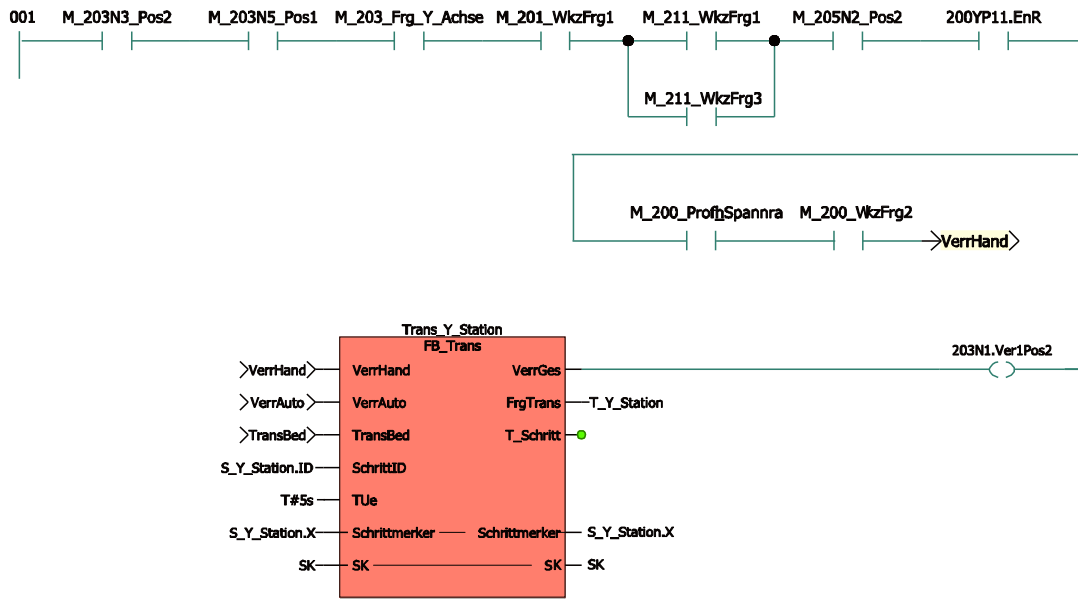 001 M_203N3_Pos2 M_203N5_Pos1 M_203_Frg_Y_Achse M_201_WkzFrg1 M_211_WkzFrg1 M_205N2_Pos2 200YP11.EnR
M_211_WkzFrg3
M_200_ProfhSpannra M_200_WkzFrg2
VerrHand
Trans_Y_Station
FB_Trans
203N1.Ver1Pos2
VerrHand VerrHand VerrGes
VerrAuto VerrAuto FrgTrans T_Y_Station
TransBed TransBed T_Schritt
S_Y_Station.ID SchrittID
T#5s TUe
S_Y_Station.X Schrittmerker Schrittmerker S_Y_Station.X
SK SK SK SK